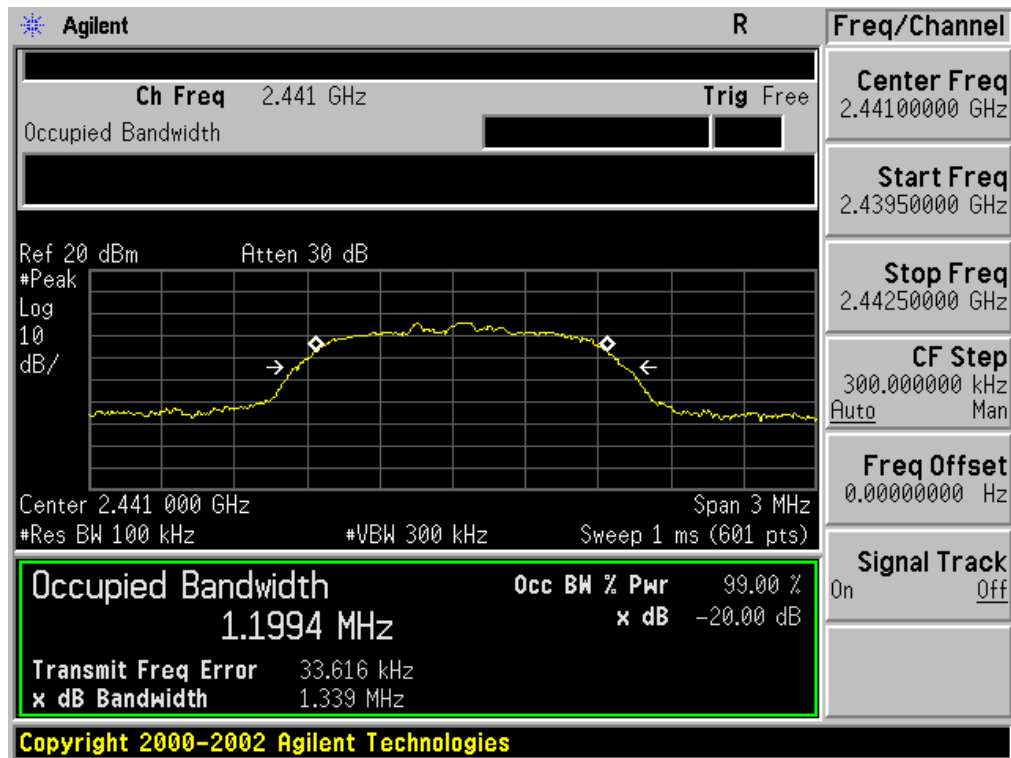 Agilent R Freq/Channel
Ch Freq 2.441 GHz Trig Free
Occupied Bandwidth
Center Freq
2.44100000 GHz
Start Freq
2.43950000 GHz
Stop Freq
2.44250000 GHz
CF Step
300.000000 kHz
Auto Man
Freq Offset
0.00000000 Hz
Signal Track
On Off
Ref 20 dBm Atten 30 dB
#Peak
Log
10
dB/
Center 2.441 000 GHz Span 3 MHz
#Res BW 100 kHz #VBW 300 kHz Sweep 1 ms (601 pts)
Occupied Bandwidth Occ BW % Pwr 99.00 %
1.1994 MHz x dB -20.00 dB
Transmit Freq Error 33.616 kHz
x dB Bandwidth 1.339 MHz
Copyright 2000-2002 Agilent Technologies